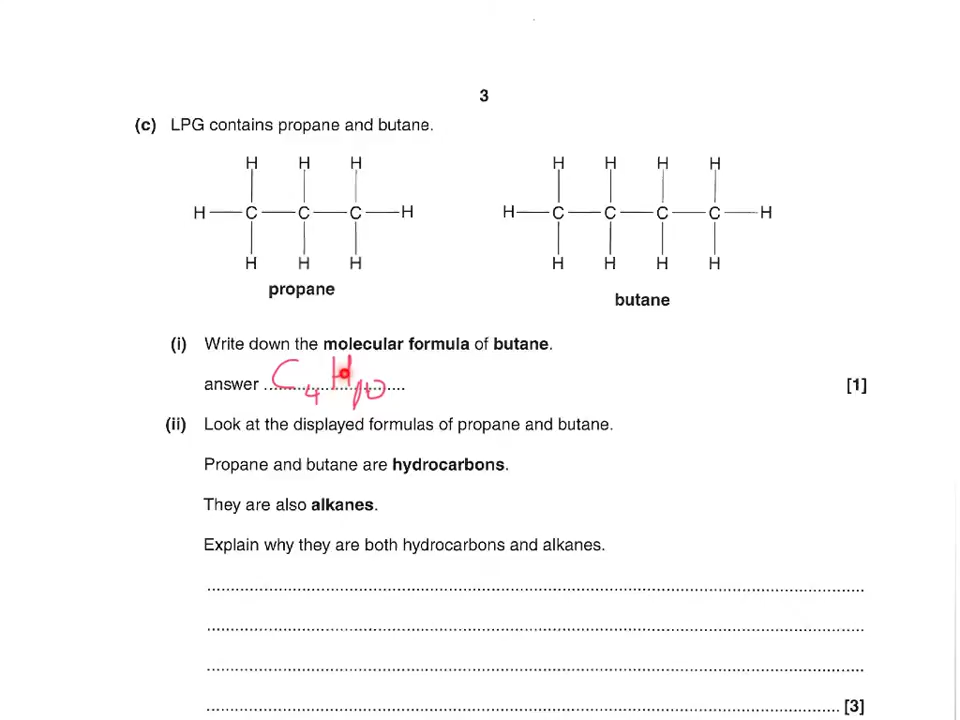 3
(c) LPG contains propane and butane.
H H H
H C C C H
H H H
propane
H H H H
H C C C C H
H H H H
butane
(i) Write down the molecular formula of butane.
answer ........C4H10........ [1]
(ii) Look at the displayed formulas of propane and butane.
Propane and butane are hydrocarbons.
They are also alkanes.
Explain why they are both hydrocarbons and alkanes.
[3]